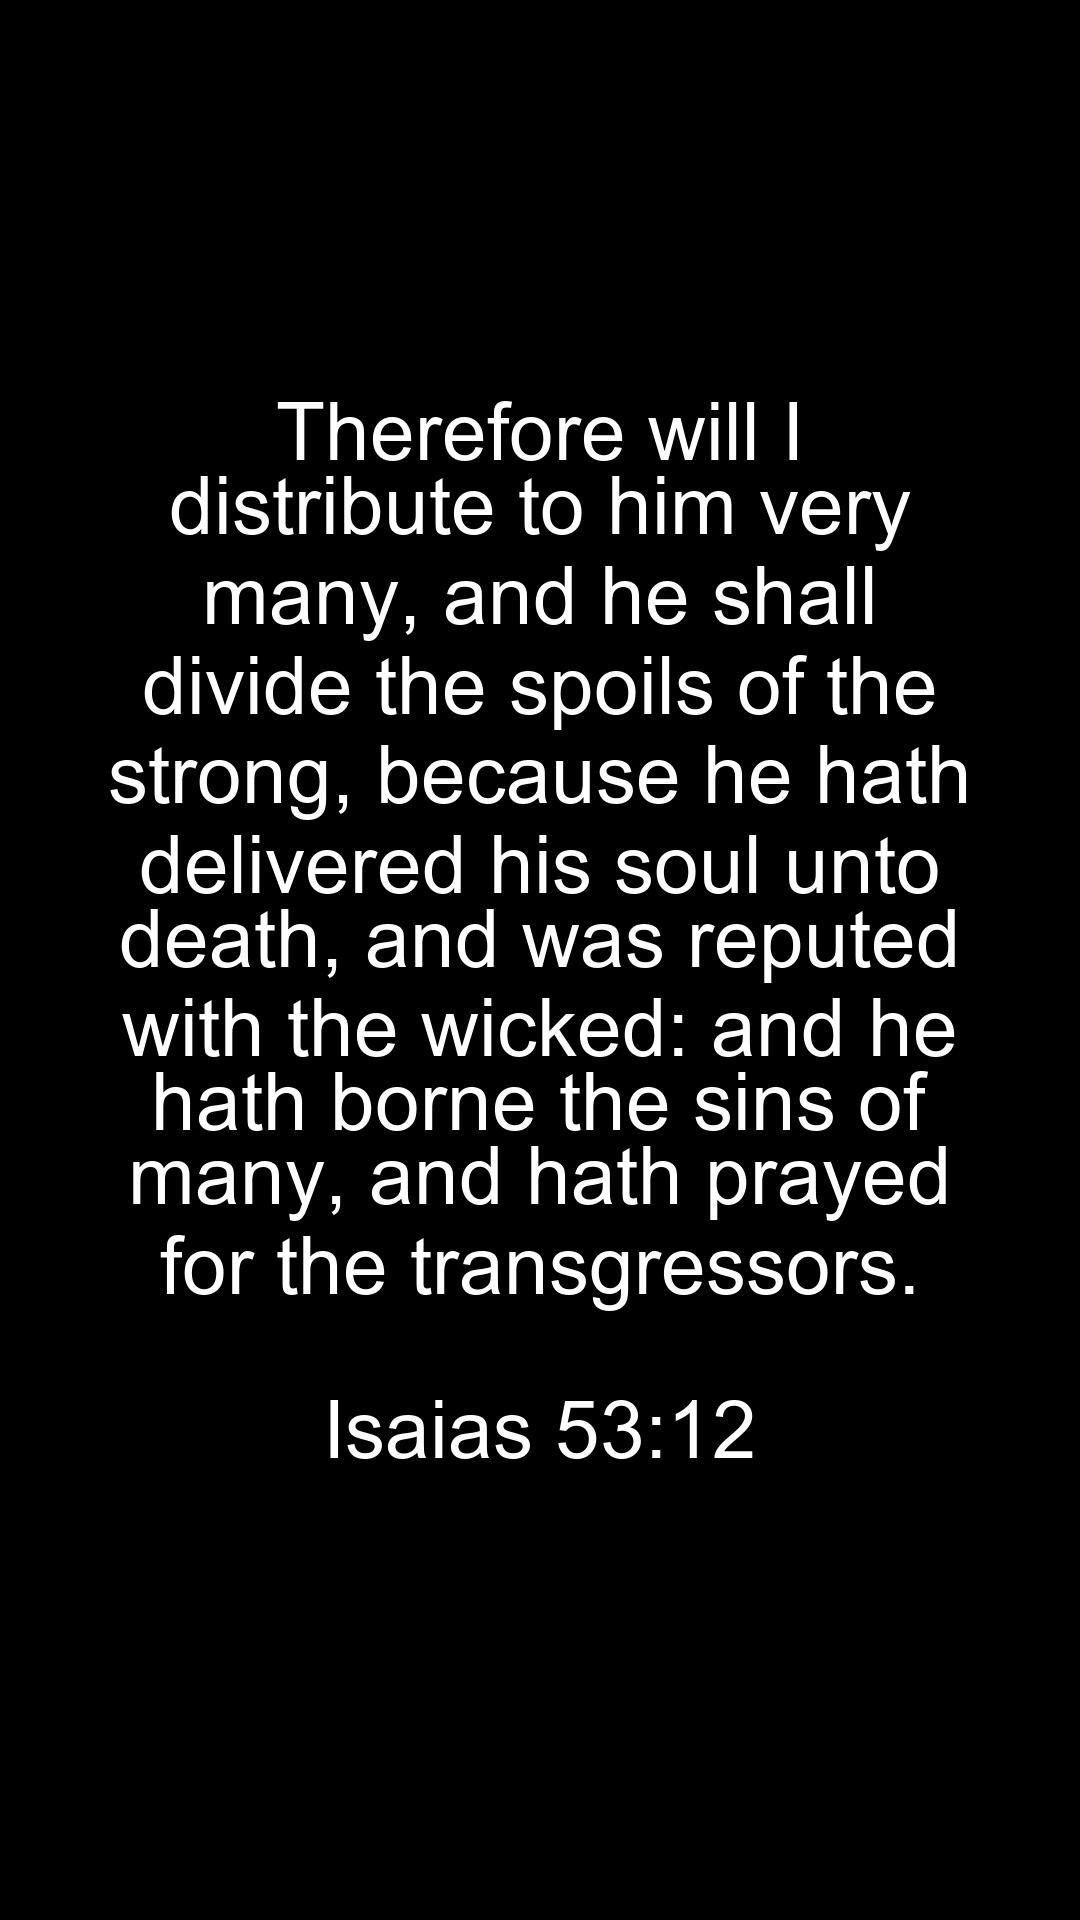 Therefore will I
distribute to him very
many, and he shall
divide the spoils of the
strong, because he hath
delivered his soul unto
death, and was reputed
with the wicked: and he
hath borne the sins of
many, and hath prayed
for the transgressors.
Isaias 53:12